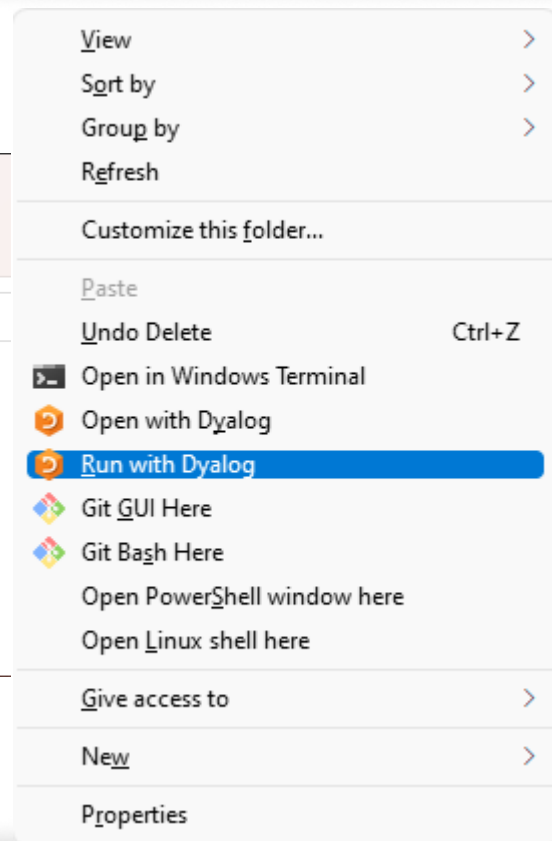 View
Sort by
Group by
Refresh
Customize this folder...
Paste
Undo Delete Ctrl+Z
Open in Windows Terminal
Open with Dyalog
Run with Dyalog
Git GUI Here
Git Bash Here
Open PowerShell window here
Open Linux shell here
Give access to
New
Properties